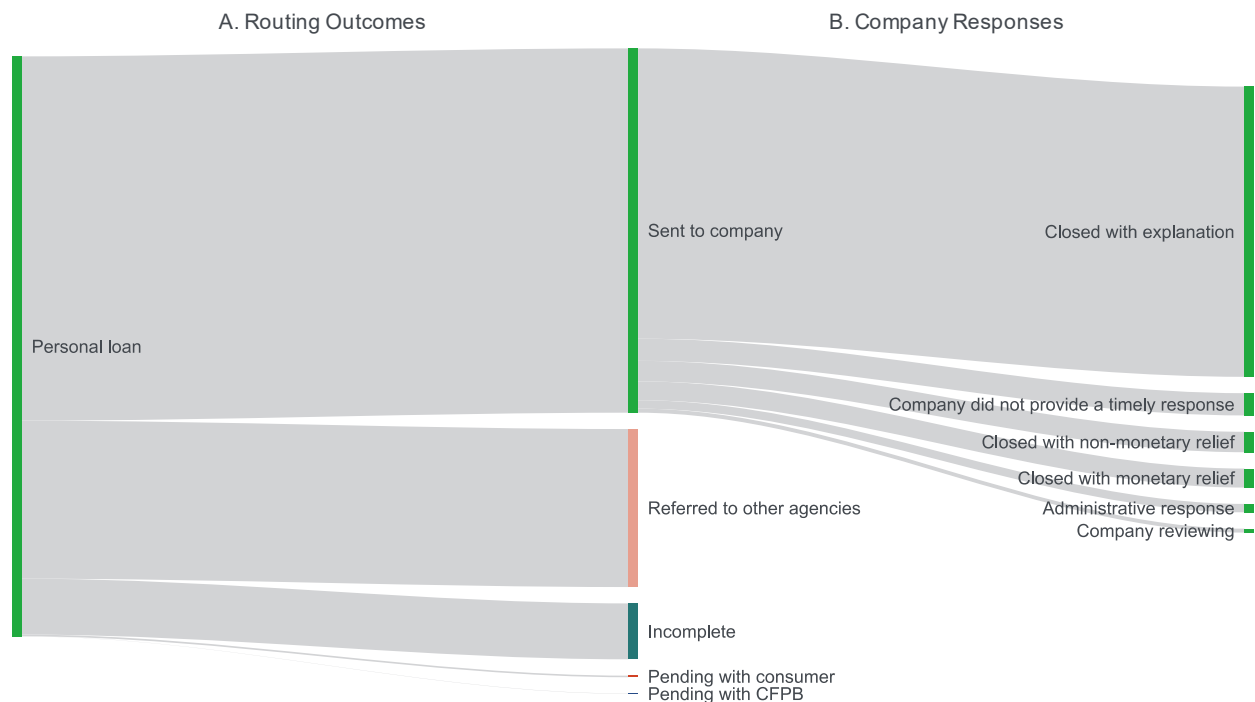 A. Routing Outcomes
B. Company Responses
Sent to company
Closed with explanation
Personal loan
Company did not provide a timely response
Closed with non-monetary relief
Closed with monetary relief
Referred to other agencies
Administrative response
Company reviewing
Incomplete
Pending with consumer
Pending with CFPB